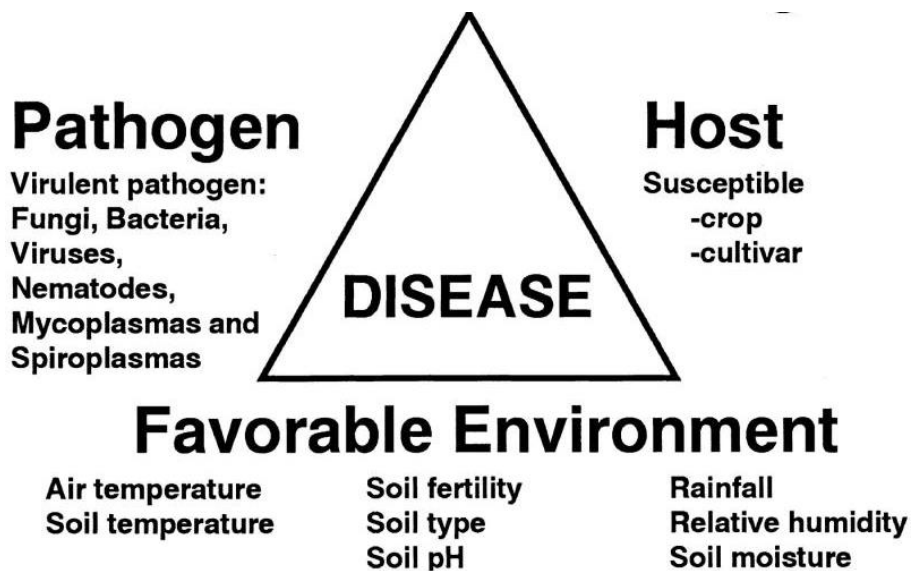 Pathogen
Virulent pathogen:
Fungi, Bacteria,
Viruses,
Nematodes,
Mycoplasmas and
Spiroplasmas
Host
Susceptible
-crop
-cultivar
DISEASE
Favorable Environment
Air temperature
Soil temperature
Soil fertility
Soil type
Soil pH
Rainfall
Relative humidity
Soil moisture